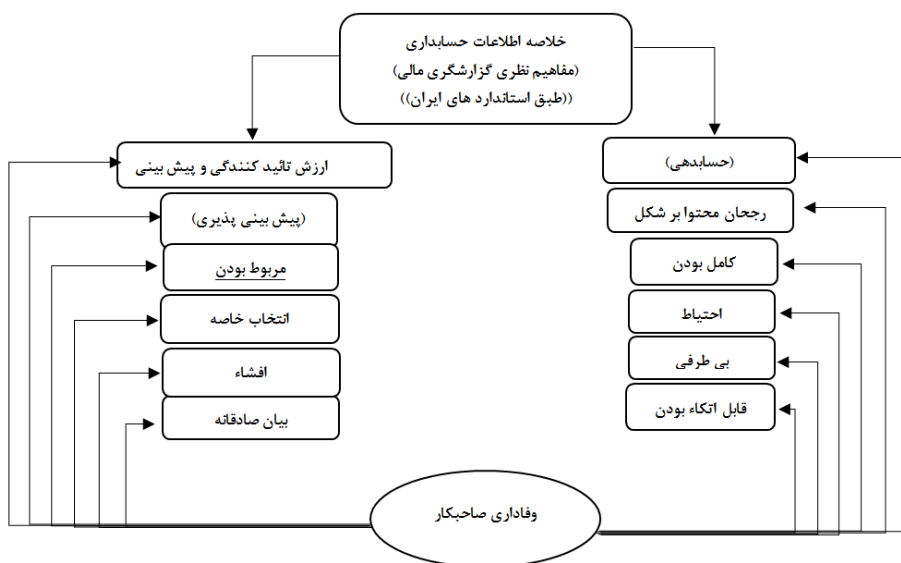 خلاصه اطلاعات حسابداری
(مفاهیم نظری گزارشگری مالی)
((طبق استاندارد های ایران))
(حسابدهی)
رجحان محتوا بر شکل
کامل بودن
احتیاط
بی طرفی
قابل اتکاء بودن
ارزش تائید کنندگی و پیش بینی
(پیش بینی پذیری)
مربوط بودن
انتخاب خاصه
افشاء
بیان صادقانه
وفاداری صاحبکار